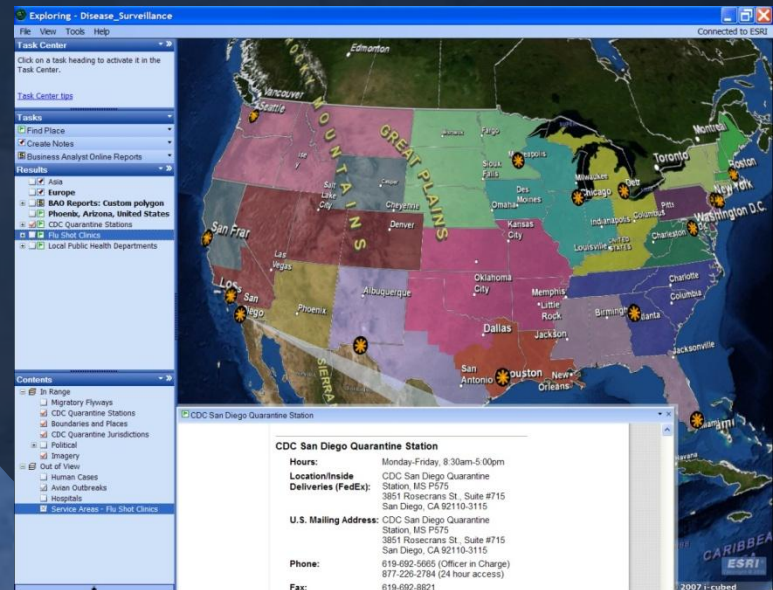 Exploring - Disease_Surveillance
File View Tools Help
Connected to ESRI
Task Center
Click on a task heading to activate it in the
Task Center.
Task Center tips
Tasks
Find Place
Create Notes
Business Analyst Online Reports
Results
Asia
Europe
BAO Reports: Custom polygon
Phoenix, Arizona, United States
CDC Quarantine Stations
Flu Shot Clinics
Local Public Health Departments
Contents
In Range
Migratory Flyways
CDC Quarantine Stations
Boundaries and Places
CDC Quarantine Jurisdictions
Political
Imagery
Out of View
Human Cases
Avian Outbreaks
Hospitals
Service Areas - Flu Shot Clinics
Edmonton
ROCKY MOUNTAINS
GREAT PLAINS
Vancouver
Seattle
Fargo
Montreal
Toronto
Boston
Sioux
Falls
Milwaukee
Chicago
Detr
New York
Salt
Lake
City
Cheyenne
Omaha
Des
Moines
Pitts
Indianapolis
Columbus
Washington D.C.
San Fran
Denver
Kansas
City
Louisville
UNITED
STATES
Charleston
Las
Vegas
Los
San
iego
Phoenix
Albuquerque
Oklahoma
City
Memphis
Little
Rock
Charlotte
Columbia
Birmingh
tlanta
Dallas
Jackson
Jacksonville
San
Antonio
ouston
New
Orleans
SIERRA
Miami
Havana
CARIBBEA
ESRI
2007 i-cubed
CDC San Diego Quarantine Station
CDC San Diego Quarantine Station
Hours: Monday-Friday, 8:30am-5:00pm
Location/Inside CDC San Diego Quarantine
Deliveries (FedEx): Station, MS P575
3851 Rosecrans St., Suite #715
San Diego, CA 92110-3115
U.S. Mailing Address: CDC San Diego Quarantine
Station, MS P575
3851 Rosecrans St., Suite #715
San Diego, CA 92110-3115
Phone: 619-692-5665 (Officer in Charge)
877-226-2784 (24 hour access)
Fax: 619-692-8821